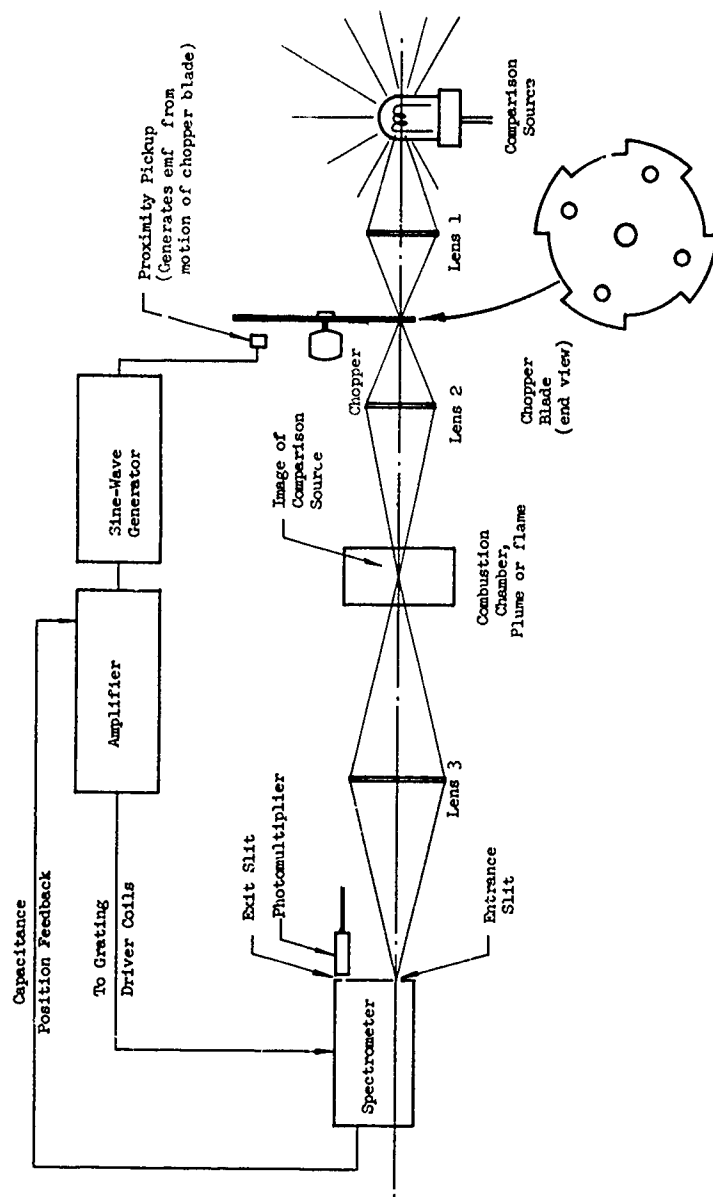 Capacitance
Position Feedback
To Grating
Driver Coils
Amplifier
Sine-Wave
Generator
Proximity Pickup
(Generates emf from
motion of chopper blade)
Spectrometer
Exit Slit
Photomultiplier
Entrance
Slit
Lens 3
Image of
Comparison
Source
Combustion
Chamber,
Plume or flame
Chopper
Lens 2
Lens 1
Comparison
Source
Chopper
Blade
(end view)